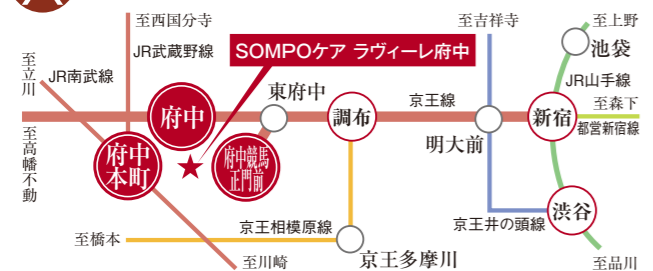 至西国分寺
JR武蔵野線
至立川
JR南武線
SOMPOケア ラヴィーレ府中
至吉祥寺
至上野
池袋
JR山手線
東府中
京王線
至森下
都営新宿線
府中
調布
明大前
新宿
至高幡不動
府中
本町
府中競馬
正門前
渋谷
京王相模原線
京王井の頭線
至橋本
至川崎
京王多摩川
至品川